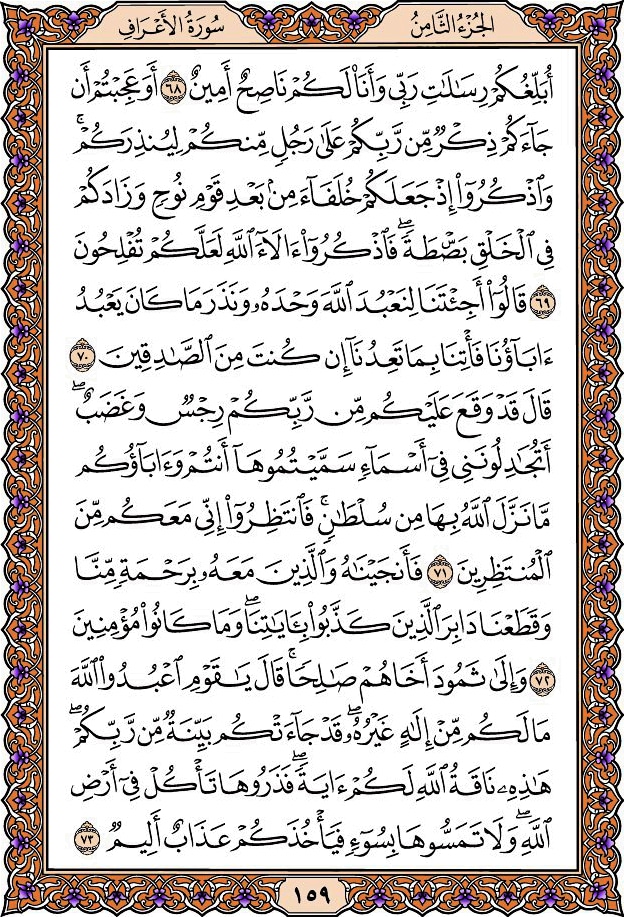 الجُزْءُ الثَّامِنُ
سُورَةُ الأَعْرَافِ
أُبَلِّغُكُمْ رِسَٰلَٰتِ رَبِّي وَأَنَا۠ لَكُمْ نَاصِحٌ أَمِينٌ ٦٨ أَوَعَجِبْتُمْ أَن
جَآءَكُمْ ذِكْرٌ مِّن رَّبِّكُمْ عَلَىٰ رَجُلٍ مِّنكُمْ لِيُنذِرَكُمْ ۚ
وَٱذْكُرُوٓا۟ إِذْ جَعَلَكُمْ خُلَفَآءَ مِنۢ بَعْدِ قَوْمِ نُوحٍ وَزَادَكُمْ
فِي ٱلْخَلْقِ بَصْۜطَةً ۖ فَٱذْكُرُوٓا۟ ءَالَآءَ ٱللَّهِ لَعَلَّكُمْ تُفْلِحُونَ
٦٩ قَالُوٓا۟ أَجِئْتَنَا لِنَعْبُدَ ٱللَّهَ وَحْدَهُۥ وَنَذَرَ مَا كَانَ يَعْبُدُ
ءَابَآؤُنَا فَأْتِنَا بِمَا تَعِدُنَآ إِن كُنتَ مِنَ ٱلصَّٰدِقِينَ ٧٠
قَالَ قَدْ وَقَعَ عَلَيْكُم مِّن رَّبِّكُمْ رِجْسٌ وَغَضَبٌ ۖ
أَتُجَٰدِلُونَنِي فِيٓ أَسْمَآءٍ سَمَّيْتُمُوهَآ أَنتُمْ وَءَابَآؤُكُم
مَّا نَزَّلَ ٱللَّهُ بِهَا مِن سُلْطَٰنٍ ۚ فَٱنتَظِرُوٓا۟ إِنِّي مَعَكُم مِّنَ
ٱلْمُنتَظِرِينَ ٧١ فَأَنجَيْنَٰهُ وَٱلَّذِينَ مَعَهُۥ بِرَحْمَةٍ مِّنَّا
وَقَطَعْنَا دَابِرَ ٱلَّذِينَ كَذَّبُوا۟ بِـَٔايَٰتِنَا ۖ وَمَا كَانُوا۟ مُؤْمِنِينَ
٧٢ وَإِلَىٰ ثَمُودَ أَخَاهُمْ صَٰلِحًا ۗ قَالَ يَٰقَوْمِ ٱعْبُدُوا۟ ٱللَّهَ
مَا لَكُم مِّنْ إِلَٰهٍ غَيْرُهُۥ ۖ قَدْ جَآءَتْكُم بَيِّنَةٌ مِّن رَّبِّكُمْ ۖ
هَٰذِهِۦ نَاقَةُ ٱللَّهِ لَكُمْ ءَايَةً ۖ فَذَرُوهَا تَأْكُلْ فِيٓ أَرْضِ
ٱللَّهِ ۖ وَلَا تَمَسُّوهَا بِسُوٓءٍ فَيَأْخُذَكُمْ عَذَابٌ أَلِيمٌ ٧٣
١٥٩